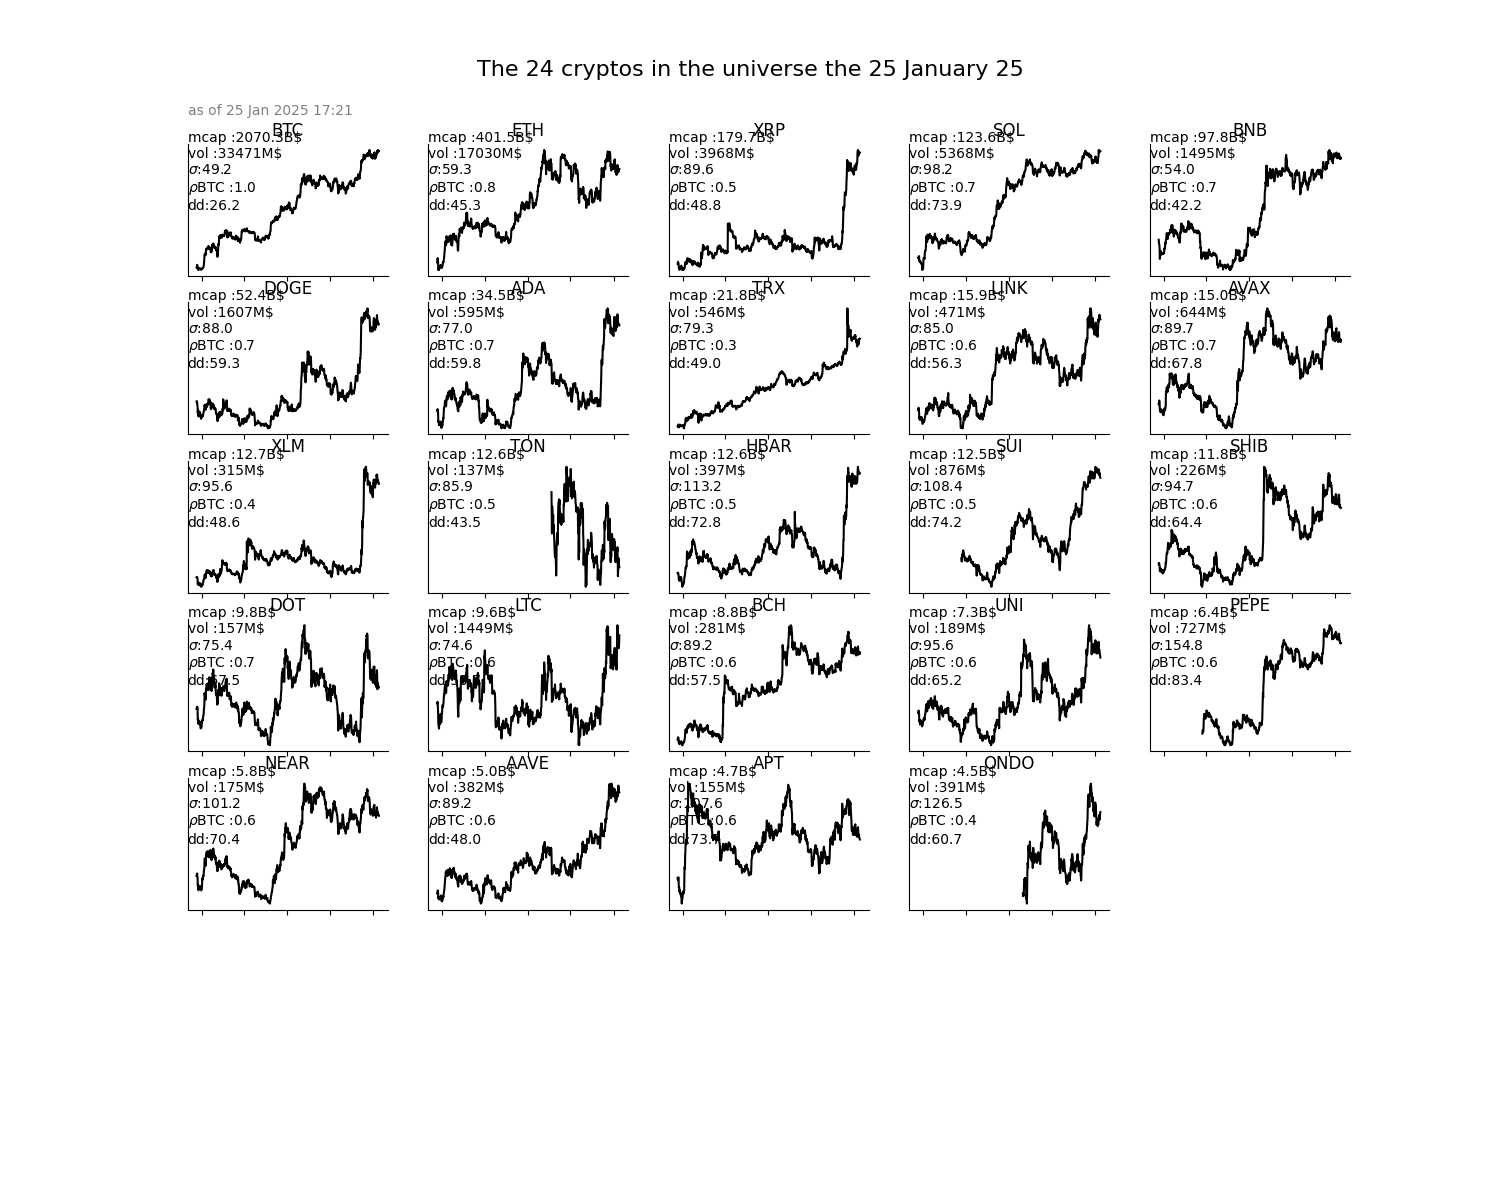 The 24 cryptos in the universe the 25 January 25
as of 25 Jan 2025 17:21
BTC
mcap :2070.3B$
vol :33471M$
σ:49.2
ρBTC :1.0
dd:26.2
ETH
mcap :401.5B$
vol :17030M$
σ:59.3
ρBTC :0.8
dd:45.3
XRP
mcap :179.7B$
vol :3968M$
σ:89.6
ρBTC :0.5
dd:48.8
SOL
mcap :123.6B$
vol :5368M$
σ:98.2
ρBTC :0.7
dd:73.9
BNB
mcap :97.8B$
vol :1495M$
σ:54.0
ρBTC :0.7
dd:42.2
DOGE
mcap :52.4B$
vol :1607M$
σ:88.0
ρBTC :0.7
dd:59.3
ADA
mcap :34.5B$
vol :595M$
σ:77.0
ρBTC :0.7
dd:59.8
TRX
mcap :21.8B$
vol :546M$
σ:79.3
ρBTC :0.3
dd:49.0
LINK
mcap :15.9B$
vol :471M$
σ:85.0
ρBTC :0.6
dd:56.3
AVAX
mcap :15.0B$
vol :644M$
σ:89.7
ρBTC :0.7
dd:67.8
XLM
mcap :12.7B$
vol :315M$
σ:95.6
ρBTC :0.4
dd:48.6
TON
mcap :12.6B$
vol :137M$
σ:85.9
ρBTC :0.5
dd:43.5
HBAR
mcap :12.6B$
vol :397M$
σ:113.2
ρBTC :0.5
dd:72.8
SUI
mcap :12.5B$
vol :876M$
σ:108.4
ρBTC :0.5
dd:74.2
SHIB
mcap :11.8B$
vol :226M$
σ:94.7
ρBTC :0.6
dd:64.4
DOT
mcap :9.8B$
vol :157M$
σ:75.4
ρBTC :0.7
LTC
mcap :9.6B$
vol :1449M$
σ:74.6
ρBTC :0.6
BCH
mcap :8.8B$
vol :281M$
σ:89.2
ρBTC :0.6
dd:57.5
UNI
mcap :7.3B$
vol :189M$
σ:95.6
ρBTC :0.6
dd:65.2
PEPE
mcap :6.4B$
vol :727M$
σ:154.8
ρBTC :0.6
dd:83.4
NEAR
mcap :5.8B$
vol :175M$
σ:101.2
ρBTC :0.6
dd:70.4
AAVE
mcap :5.0B$
vol :382M$
σ:89.2
ρBTC :0.6
dd:48.0
APT
mcap :4.7B$
vol :155M$
σ:107.6
ρBTC :0.6
ONDO
mcap :4.5B$
vol :391M$
σ:126.5
ρBTC :0.4
dd:60.7